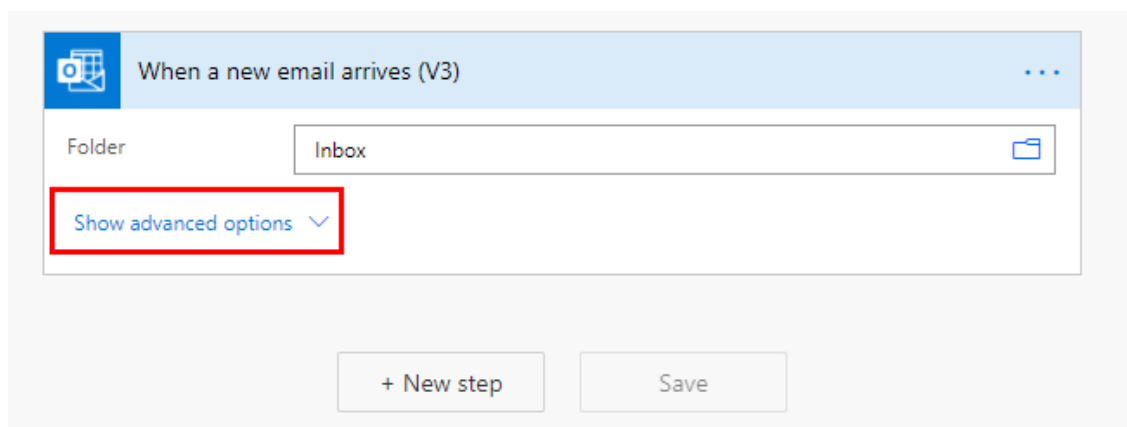 When a new email arrives (V3)
Folder
Inbox
Show advanced options
+ New step
Save